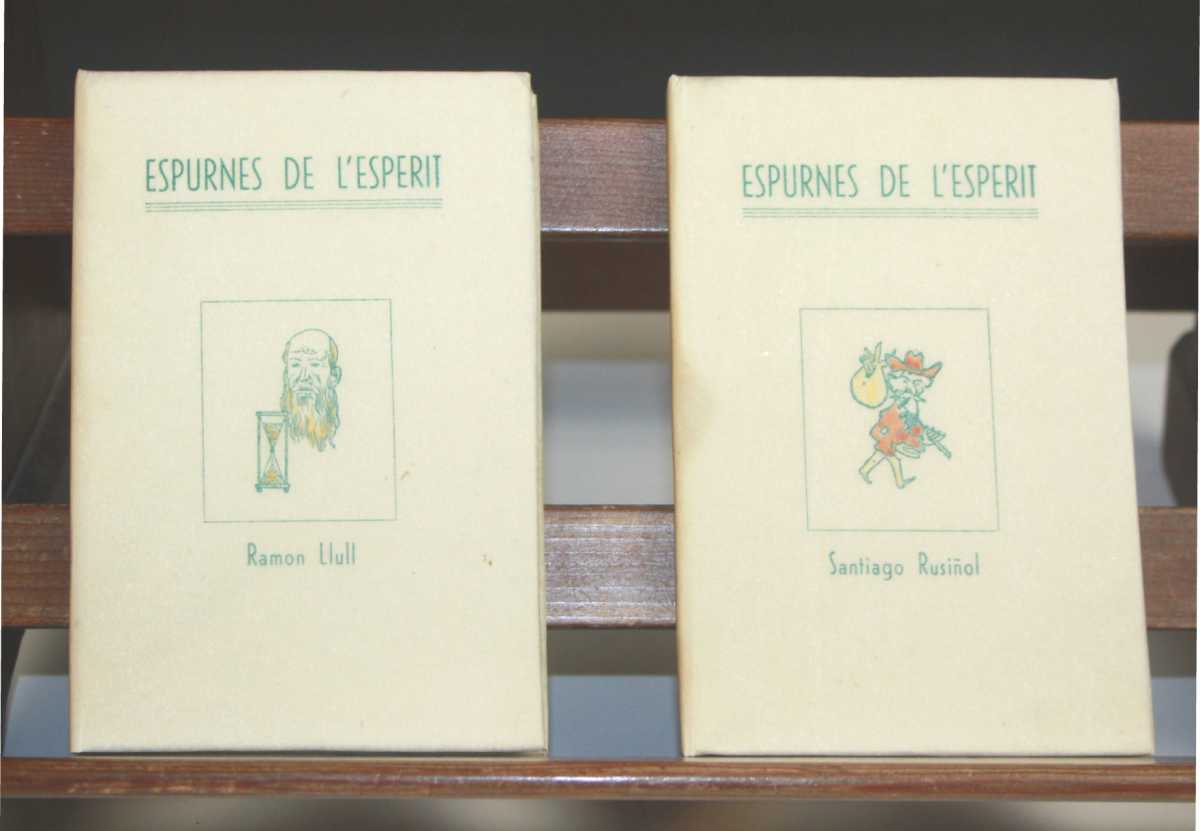 ESPURNES DE L'ESPERIT
Ramon Llull
ESPURNES DE L'ESPERIT
Santiago Rusiñol